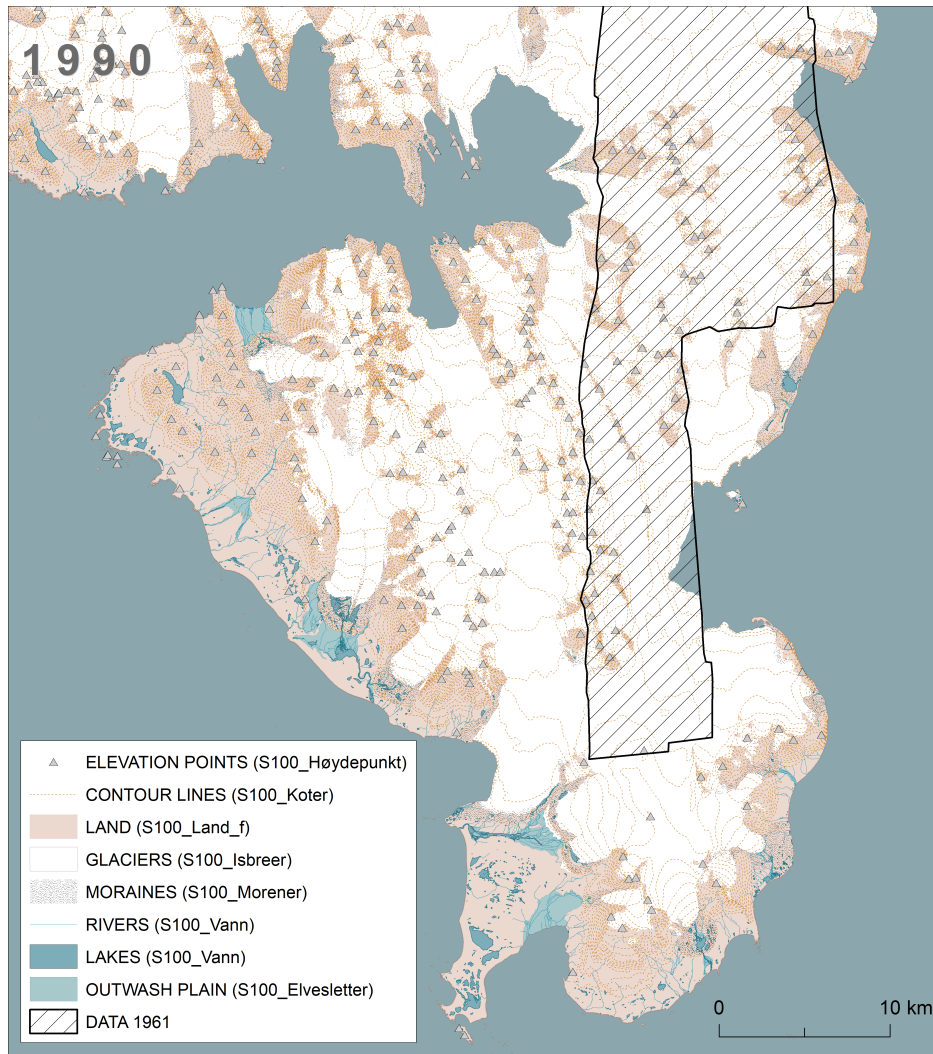 1990
ELEVATION POINTS (S100_Høydepunkt)
CONTOUR LINES (S100_Koter)
LAND (S100_Land_f)
GLACIERS (S100_Isbreer)
MORAINES (S100_Morener)
RIVERS (S100_Vann)
LAKES (S100_Vann)
OUTWASH PLAIN (S100_Elvesletter)
DATA 1961
0 10 km